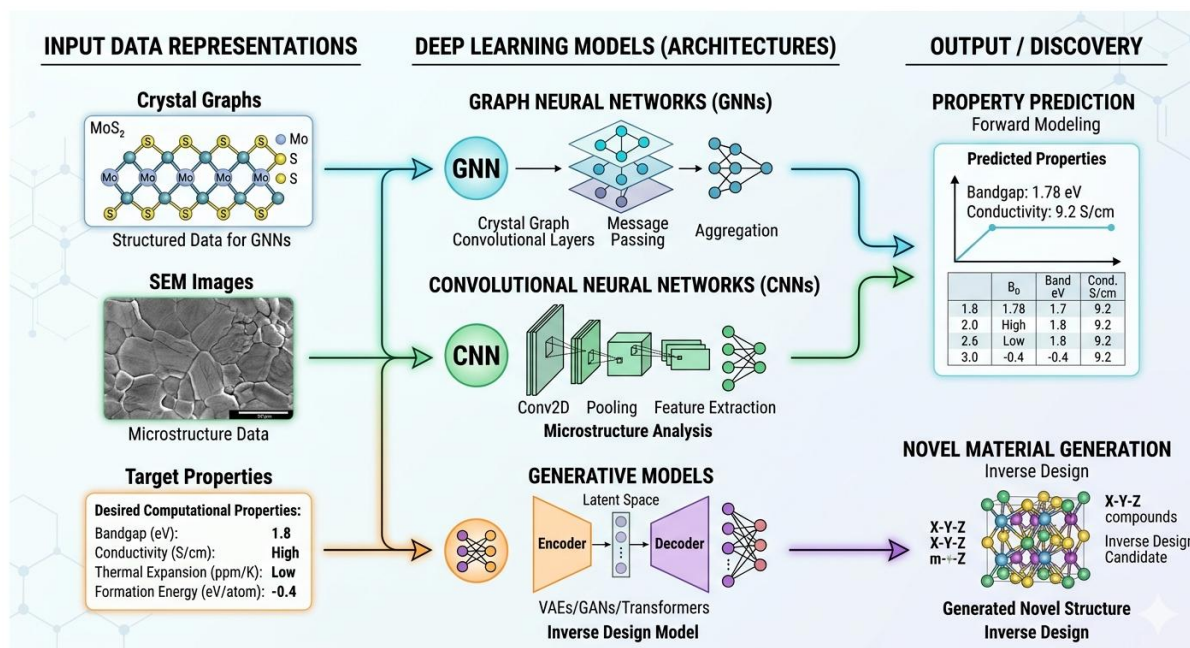 INPUT DATA REPRESENTATIONS
Crystal Graphs
MoS₂
Mo
S
S
S S S S
Mo Mo Mo Mo Mo
S S S S S
Structured Data for GNNs
SEM Images
Microstructure Data
Target Properties
Desired Computational Properties:
Bandgap (eV): 1.8
Conductivity (S/cm): High
Thermal Expansion (ppm/K): Low
Formation Energy (eV/atom): -0.4
DEEP LEARNING MODELS (ARCHITECTURES)
GRAPH NEURAL NETWORKS (GNNs)
GNN
Crystal Graph
Convolutional Layers
Message
Passing
Aggregation
CONVOLUTIONAL NEURAL NETWORKS (CNNs)
CNN
Conv2D Pooling Feature Extraction
Microstructure Analysis
GENERATIVE MODELS
Latent Space
Encoder
Decoder
VAEs/GANs/Transformers
Inverse Design Model
OUTPUT / DISCOVERY
PROPERTY PREDICTION
Forward Modeling
Predicted Properties
Bandgap: 1.78 eV
Conductivity: 9.2 S/cm
B₀ Band eV Cond. S/cm
1.8 1.78 1.7 9.2
2.0 High 1.8 9.2
2.6 Low 1.8 9.2
3.0 -0.4 -0.4 9.2
NOVEL MATERIAL GENERATION
Inverse Design
X-Y-Z
X-Y-Z
X-Y-Z
compounds
Inverse Design
Candidate
Generated Novel Structure
Inverse Design